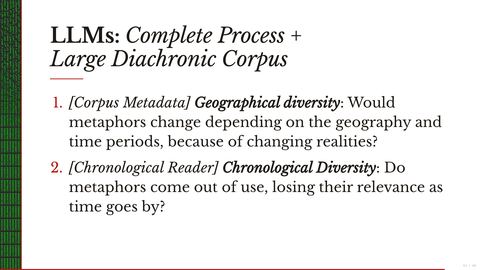 LLMs: Complete Process +
Large Diachronic Corpus
1. [Corpus Metadata] Geographical diversity: Would
metaphors change depending on the geography and
time periods, because of changing realities?
2. [Chronological Reader] Chronological Diversity: Do
metaphors come out of use, losing their relevance as
time goes by?